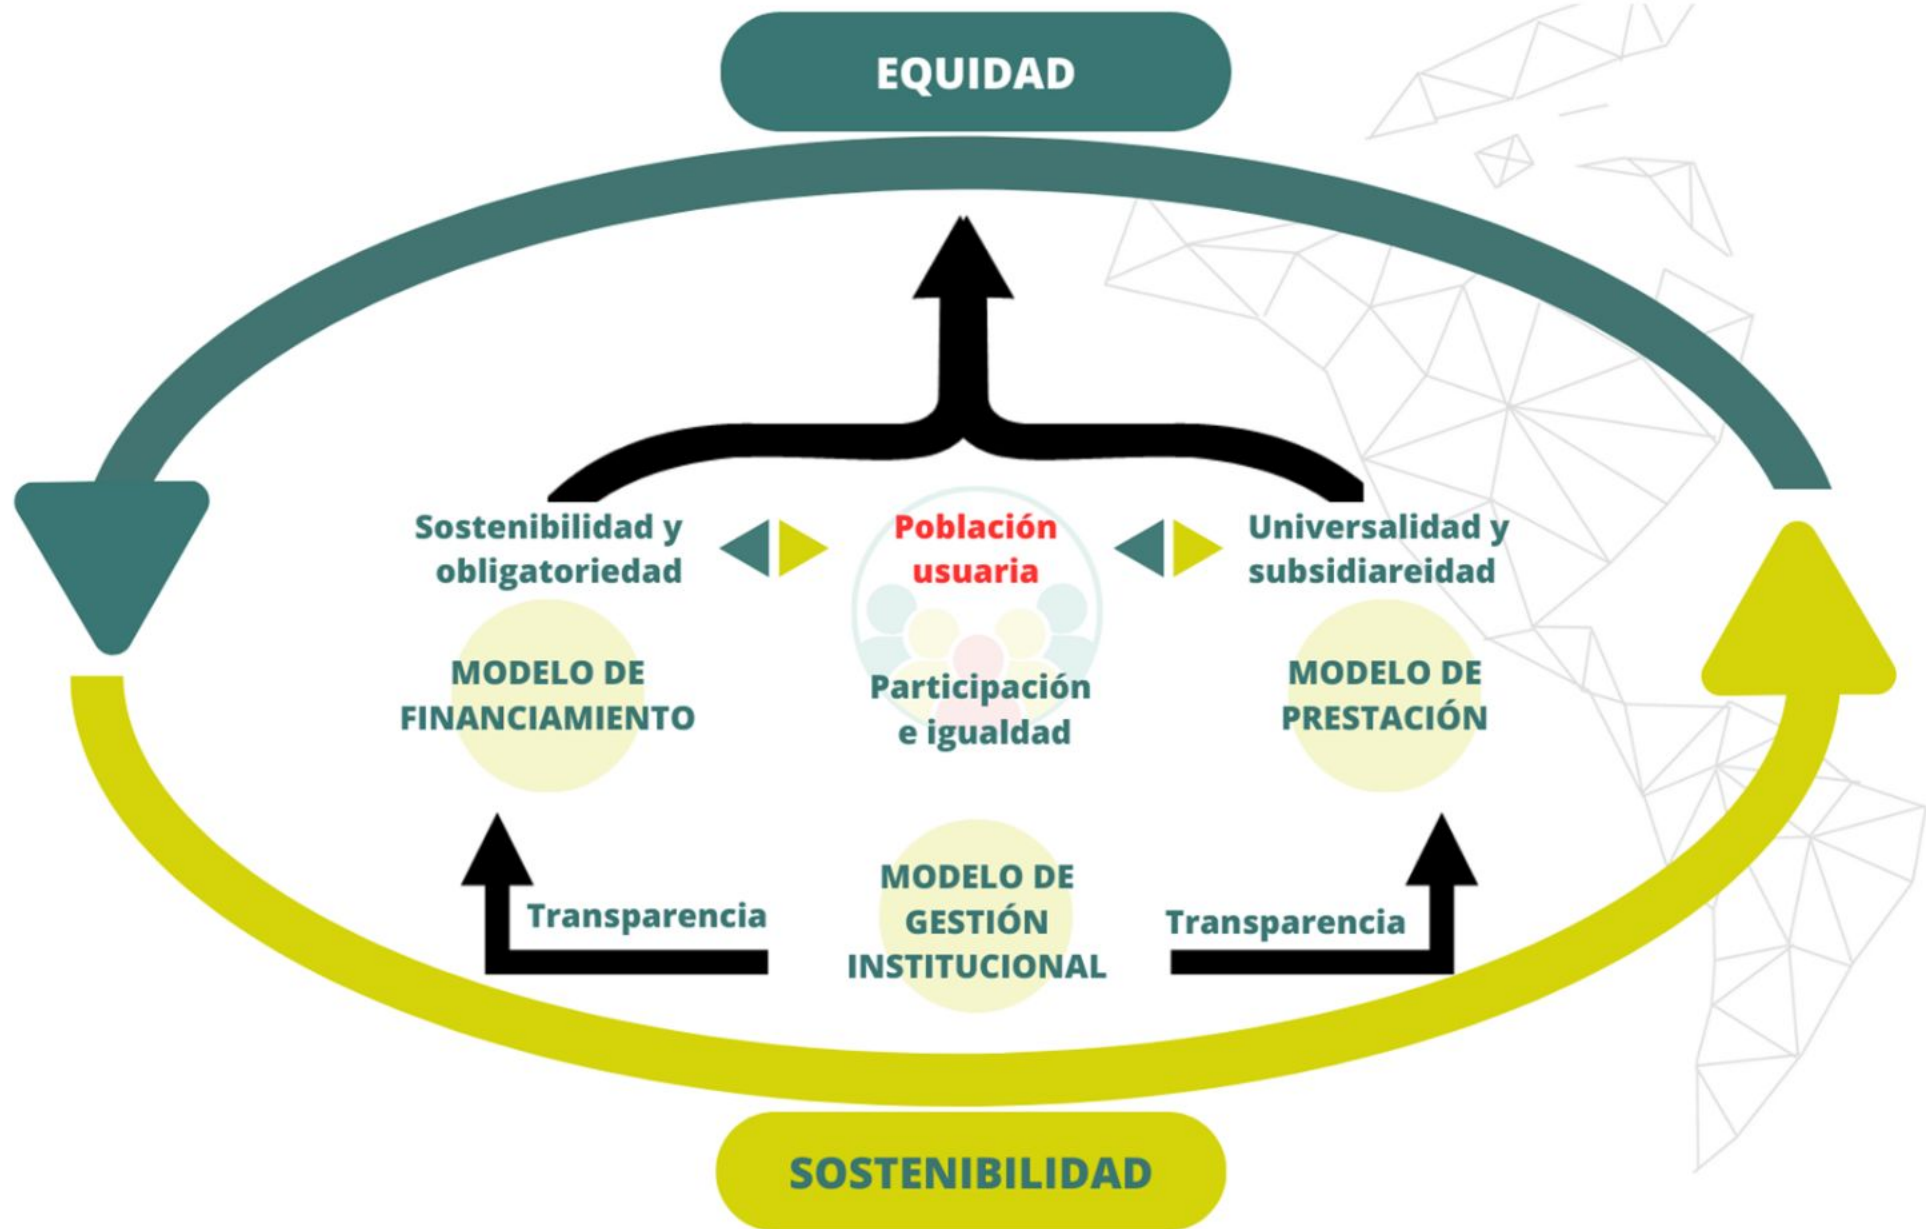 EQUIDAD
Sostenibilidad y
obligatoriedad
Población
usuaria
Universalidad y
subsidiareidad
MODELO DE
FINANCIAMIENTO
Participación
e igualdad
MODELO DE
PRESTACIÓN
Transparencia
MODELO DE
GESTIÓN
INSTITUCIONAL
Transparencia
SOSTENIBILIDAD